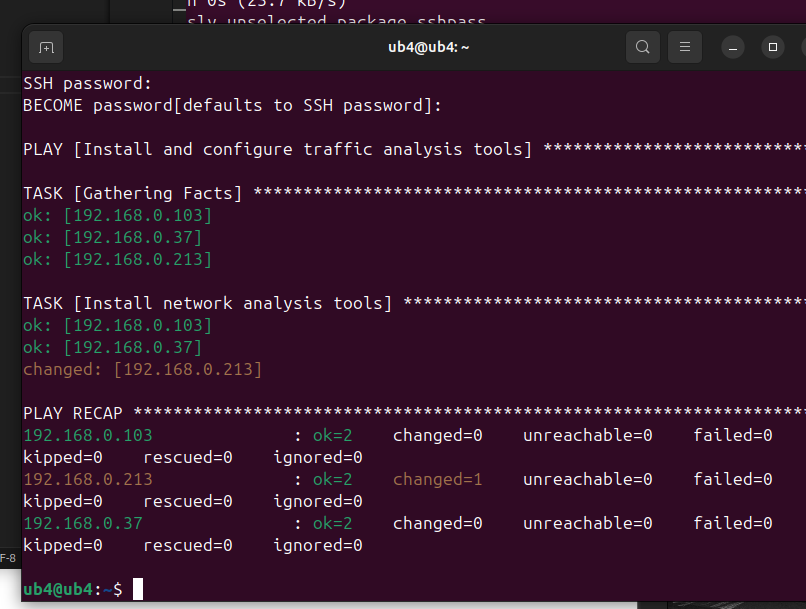 n 0s (23.7 kB/s)
sly unselected package sshpass
ub4@ub4: ~
SSH password:
BECOME password[defaults to SSH password]:
PLAY [Install and configure traffic analysis tools] **************************
TASK [Gathering Facts] *******************************************************
ok: [192.168.0.103]
ok: [192.168.0.37]
ok: [192.168.0.213]
TASK [Install network analysis tools] ****************************************
ok: [192.168.0.103]
ok: [192.168.0.37]
changed: [192.168.0.213]
PLAY RECAP *******************************************************************
192.168.0.103              : ok=2    changed=0    unreachable=0    failed=0
kipped=0    rescued=0    ignored=0
192.168.0.213              : ok=2    changed=1    unreachable=0    failed=0
kipped=0    rescued=0    ignored=0
192.168.0.37               : ok=2    changed=0    unreachable=0    failed=0
kipped=0    rescued=0    ignored=0
F-8
ub4@ub4:~$